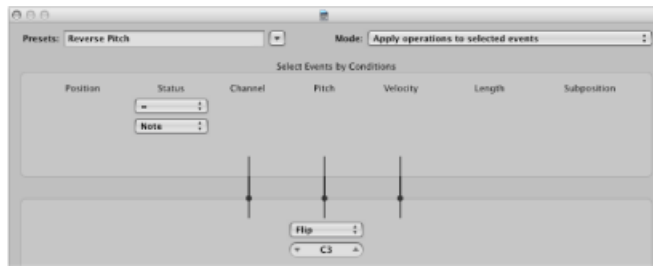 Presets: Reverse Pitch Mode: Apply operations to selected events
Select Events by Conditions
Position Status Channel Pitch Velocity Length Subposition
=
Note
Flip
C3